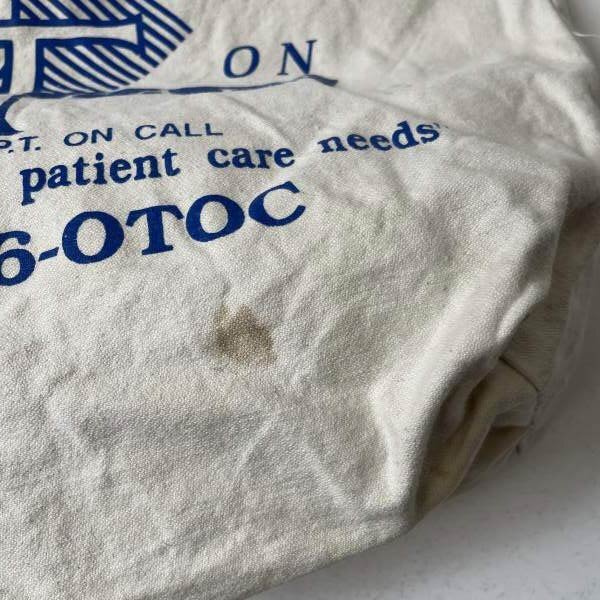 ON
P.T. ON CALL
patient care needs
6-OTOC